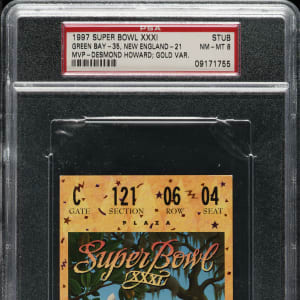 PSA
1997 SUPER BOWL XXXI STUB
GREEN BAY -35, NEW ENGLAND -21 NM-MT 8
MVP - DESMOND HOWARD; GOLD VAR.
09171755
C 121 06 04
GATE SECTION ROW SEAT
PLAZA
Super Bowl
XXXI